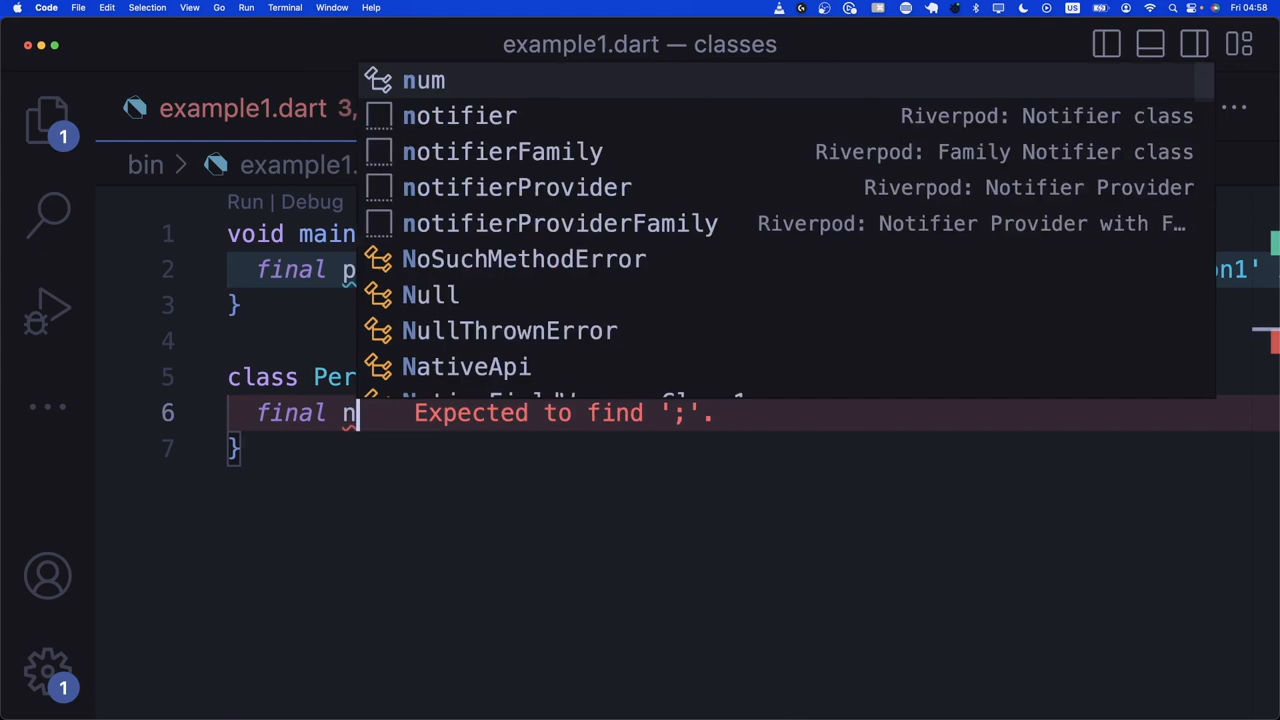 Code File Edit Selection View Go Run Terminal Window Help US Fri 04:58
example1.dart — classes
example1.dart 3,
bin > example1.
Run | Debug
1 void main
2 final p on1'
3 }
4
5 class Per
6 final n Expected to find ';'.
7 }
num
notifier Riverpod: Notifier class
notifierFamily Riverpod: Family Notifier class
notifierProvider Riverpod: Notifier Provider
notifierProviderFamily Riverpod: Notifier Provider with F…
NoSuchMethodError
Null
NullThrownError
NativeApi
1
1